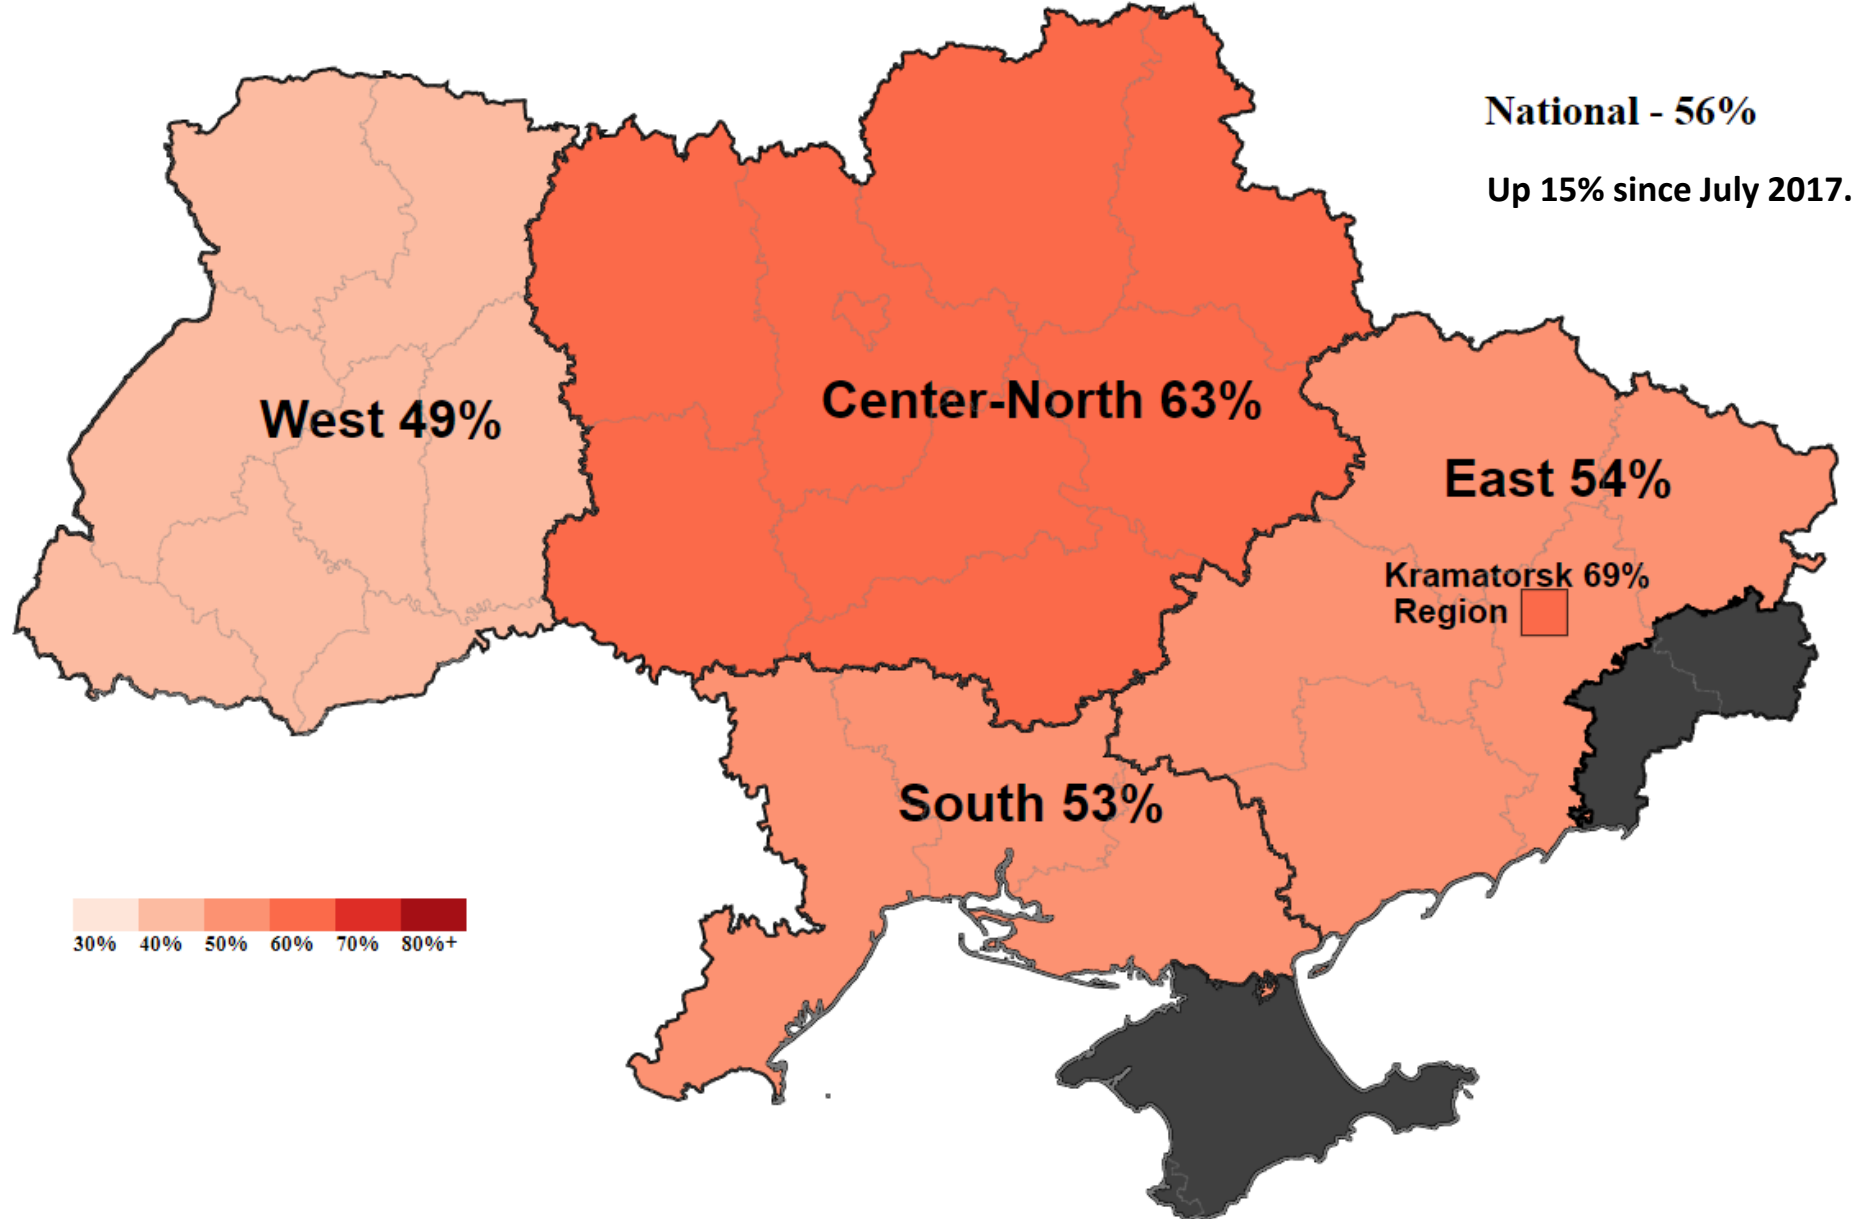 National - 56%
Up 15% since July 2017.
West 49%
Center-North 63%
East 54%
Kramatorsk 69%
Region
South 53%
30% 40% 50% 60% 70% 80%+